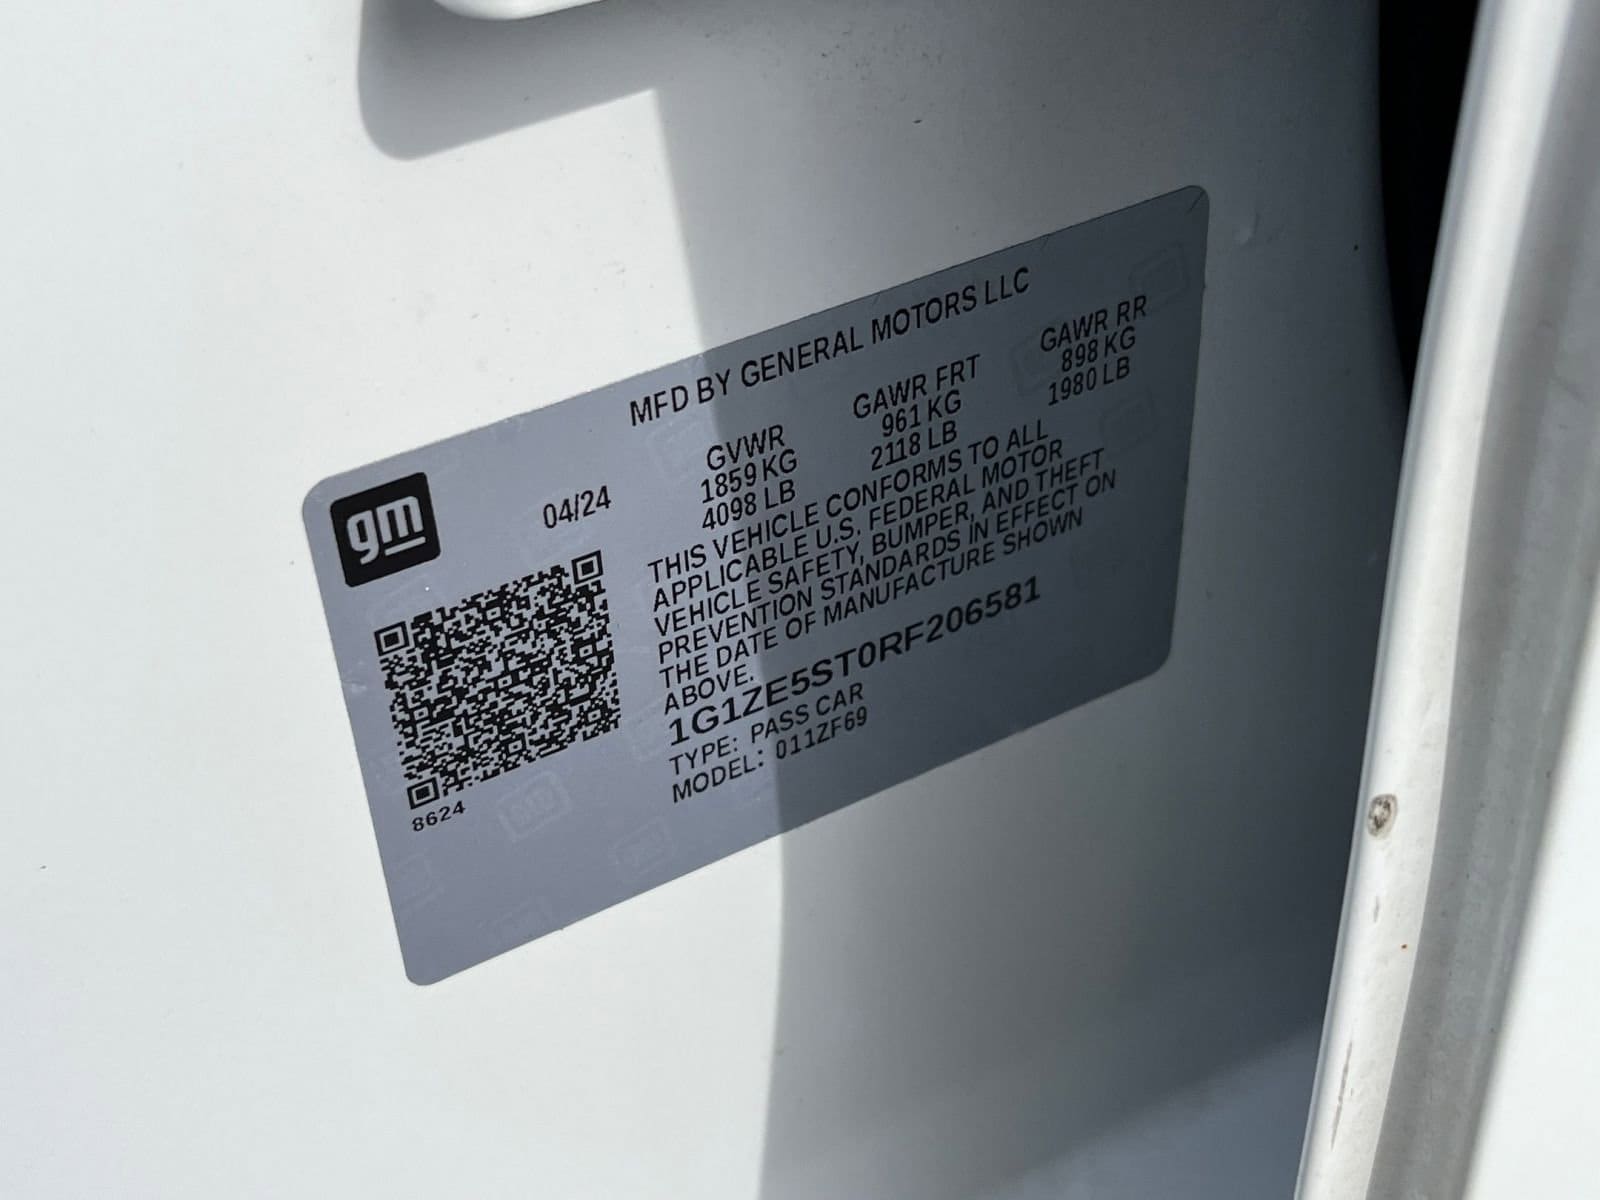 MFD BY GENERAL MOTORS LLC
gm
04/24
GVWR GAWR FRT GAWR RR
1859 KG 961 KG 898 KG
4098 LB 2118 LB 1980 LB
THIS VEHICLE CONFORMS TO ALL
APPLICABLE U.S. FEDERAL MOTOR
VEHICLE SAFETY, BUMPER, AND THEFT
PREVENTION STANDARDS IN EFFECT ON
THE DATE OF MANUFACTURE SHOWN
ABOVE.
1G1ZE5ST0RF206581
TYPE: PASS CAR
MODEL: 011ZF69
8624